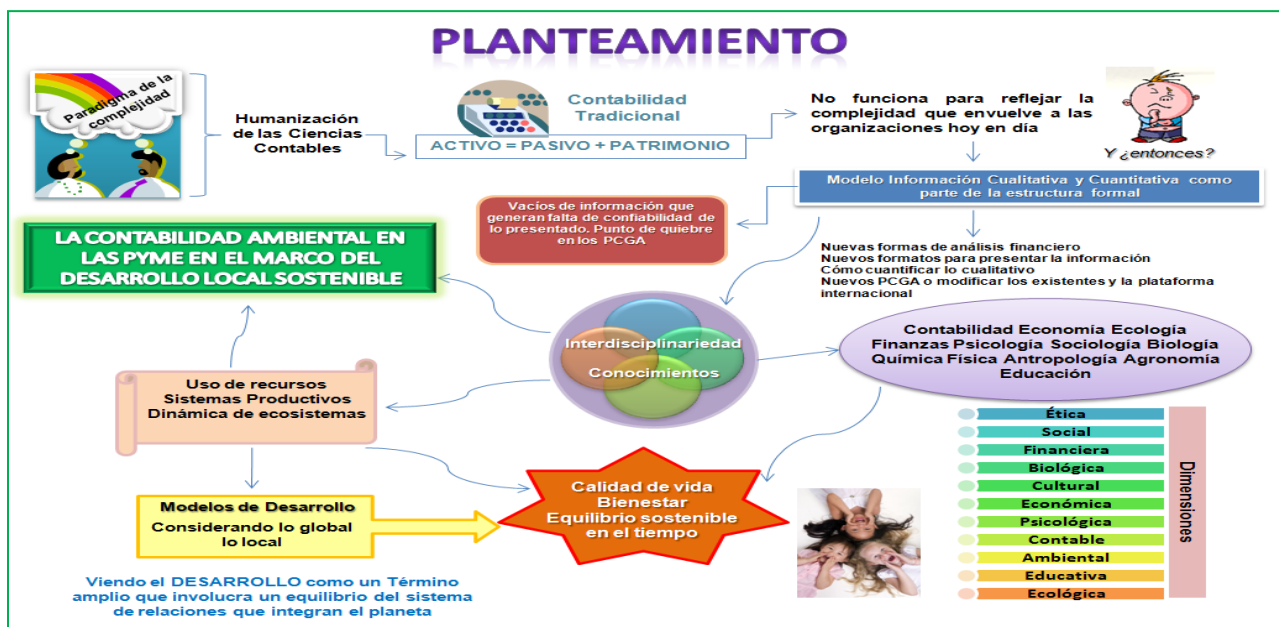 PLANTEAMIENTO
Paradigma de la
complejidad
Humanización
de las Ciencias
Contables
Contabilidad
Tradicional
ACTIVO = PASIVO + PATRIMONIO
No funciona para reflejar la
complejidad que envuelve a las
organizaciones hoy en día
Y ¿entonces?
Modelo Información Cualitativa y Cuantitativa como
parte de la estructura formal
Vacíos de información que
generan falta de confiabilidad de
lo presentado. Punto de quiebre
en los PCGA
LA CONTABILIDAD AMBIENTAL EN
LAS PYME EN EL MARCO DEL
DESARROLLO LOCAL SOSTENIBLE
Nuevas formas de análisis financiero
Nuevos formatos para presentar la información
Cómo cuantificar lo cualitativo
Nuevos PCGA o modificar los existentes y la plataforma
internacional
Interdisciplinariedad
Conocimientos
Contabilidad Economía Ecología
Finanzas Psicología Sociología Biología
Química Física Antropología Agronomía
Educación
Uso de recursos
Sistemas Productivos
Dinámica de ecosistemas
Ética
Social
Financiera
Biológica
Cultural
Económica
Psicológica
Contable
Ambiental
Educativa
Ecológica
Dimensiones
Calidad de vida
Bienestar
Equilibrio sostenible
en el tiempo
Modelos de Desarrollo
Considerando lo global
lo local
Viendo el DESARROLLO como un Término
amplio que involucra un equilibrio del sistema
de relaciones que integran el planeta